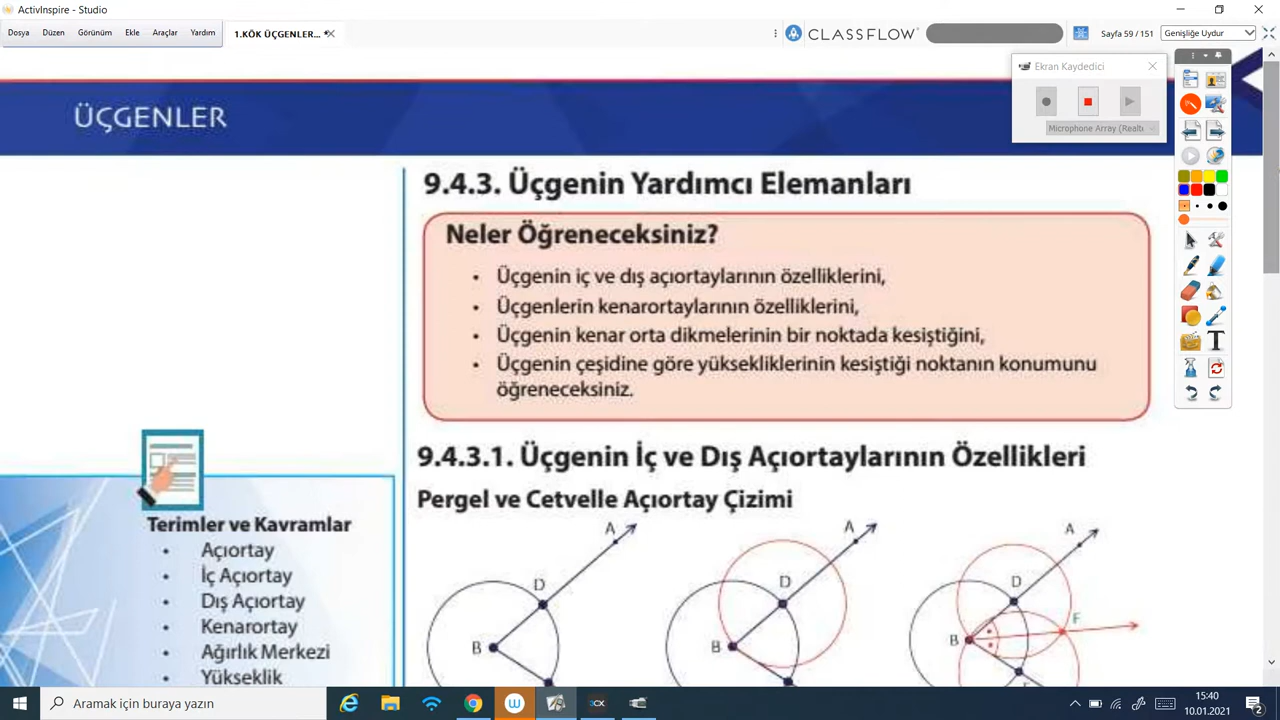 ActivInspire - Studio
Dosya Düzen Görünüm Ekle Araçlar Yardım
1.KÖK ÜÇGENLER...
CLASSFLOW
Sayfa 59 / 151
Genişliğe Uydur
Ekran Kaydedici
Microphone Array (Realte
ÜÇGENLER
9.4.3. Üçgenin Yardımcı Elemanları
Neler Öğreneceksiniz?
• Üçgenin iç ve dış açıortaylarının özelliklerini,
• Üçgenlerin kenarortaylarının özelliklerini,
• Üçgenin kenar orta dikmelerinin bir noktada kesiştiğini,
• Üçgenin çeşidine göre yüksekliklerinin kesiştiği noktanın konumunu
öğreneceksiniz.
9.4.3.1. Üçgenin İç ve Dış Açıortaylarının Özellikleri
Pergel ve Cetvelle Açıortay Çizimi
Terimler ve Kavramlar
• Açıortay
• İç Açıortay
• Dış Açıortay
• Kenarortay
• Ağırlık Merkezi
• Yükseklik
A
D
B
A
D
B
A
D
B
F
Aramak için buraya yazın
15:40
10.01.2021
2